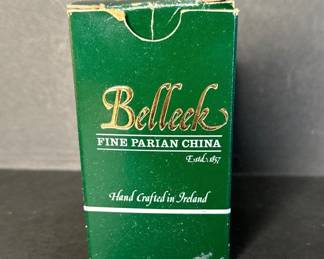 Belleek
FINE PARIAN CHINA
Estd. 1857
Hand Crafted in Ireland